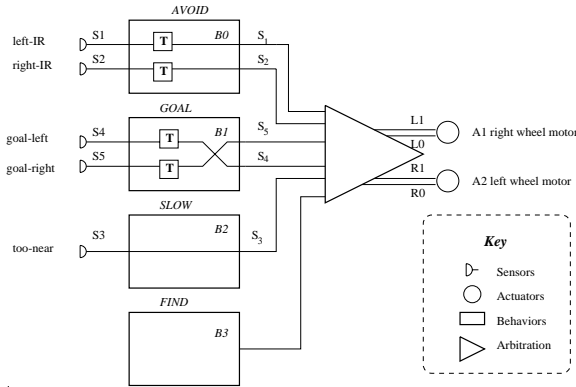 AVOID
left-IR S1 T B0 S1
right-IR S2 T S2
GOAL
goal-left S4 T B1 S5
goal-right S5 T S4
SLOW
too-near S3 B2 S3
FIND
B3
L1
L0
A1 right wheel motor
R1
R0
A2 left wheel motor
Key
Sensors
Actuators
Behaviors
Arbitration